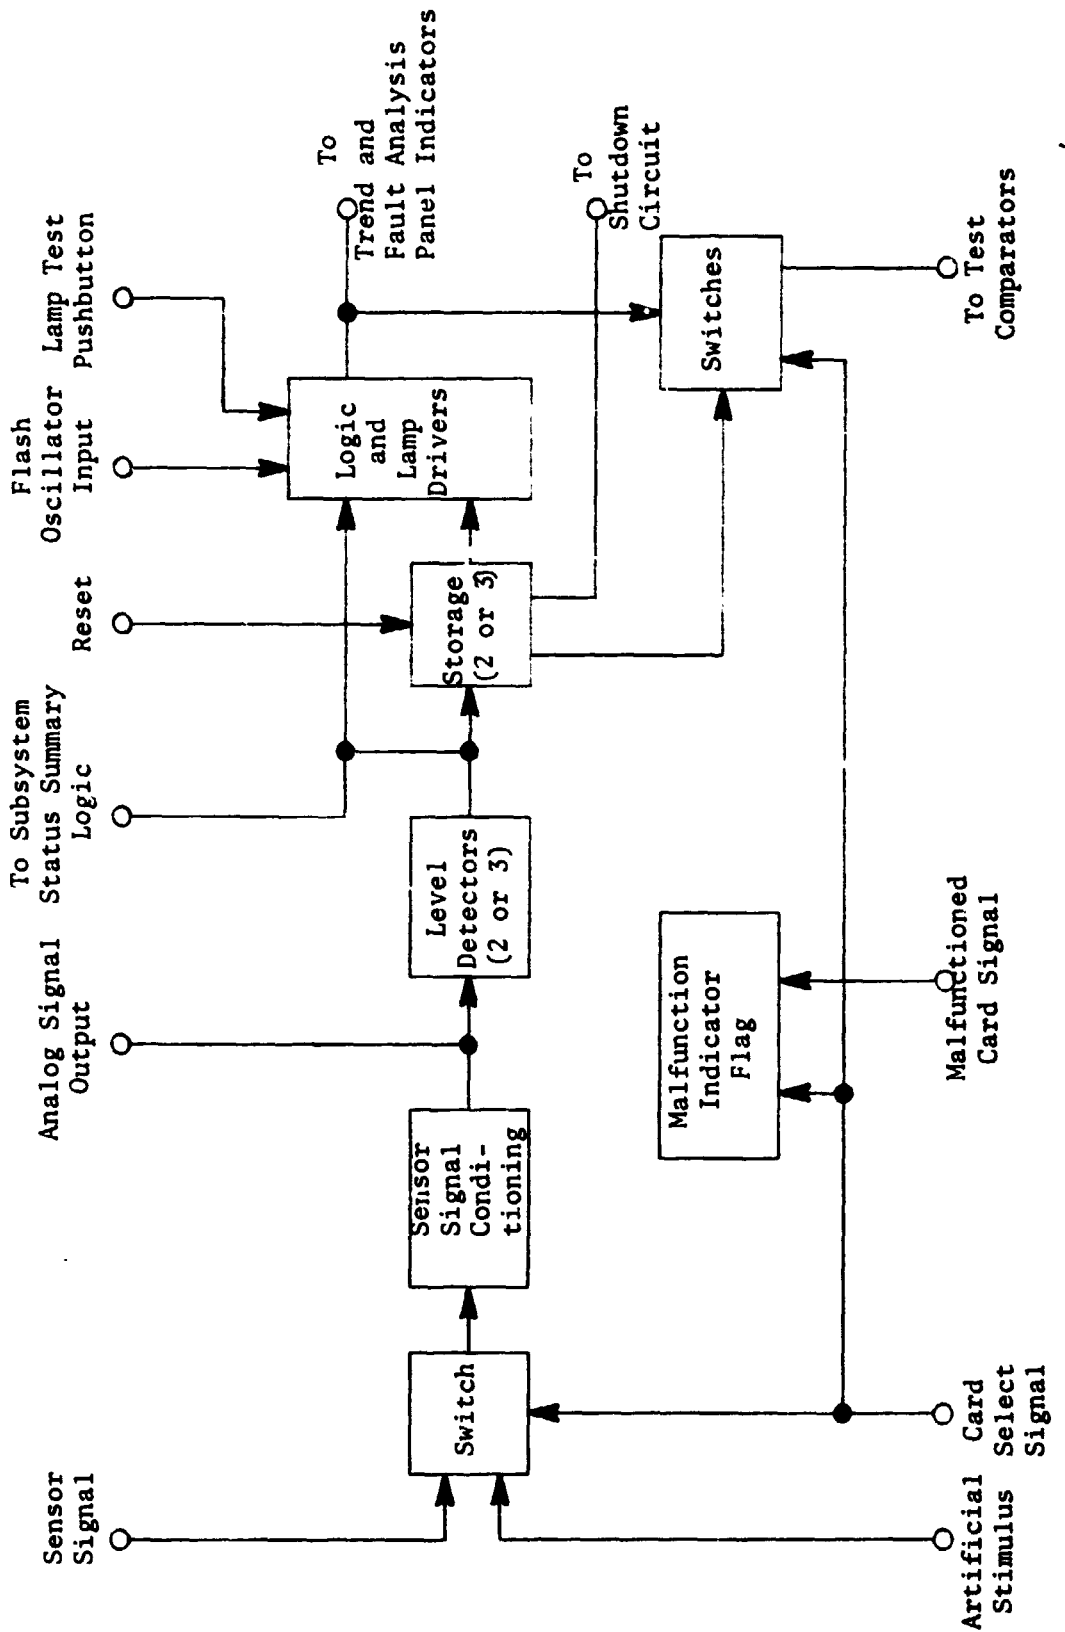 Sensor
Signal
Analog Signal
Output
To Subsystem
Status Summary
Logic
Reset
Flash
Oscillator
Input
Lamp Test
Pushbutton
Switch
Sensor
Signal
Condi-
tioning
Level
Detectors
(2 or 3)
Storage
(2 or 3)
Logic
and
Lamp
Drivers
To
Trend and
Fault Analysis
Panel Indicators
To
Shutdown
Circuit
Malfunction
Indicator
Flag
Switches
Artificial
Stimulus
Card
Select
Signal
Malfunctioned
Card Signal
To Test
Comparators